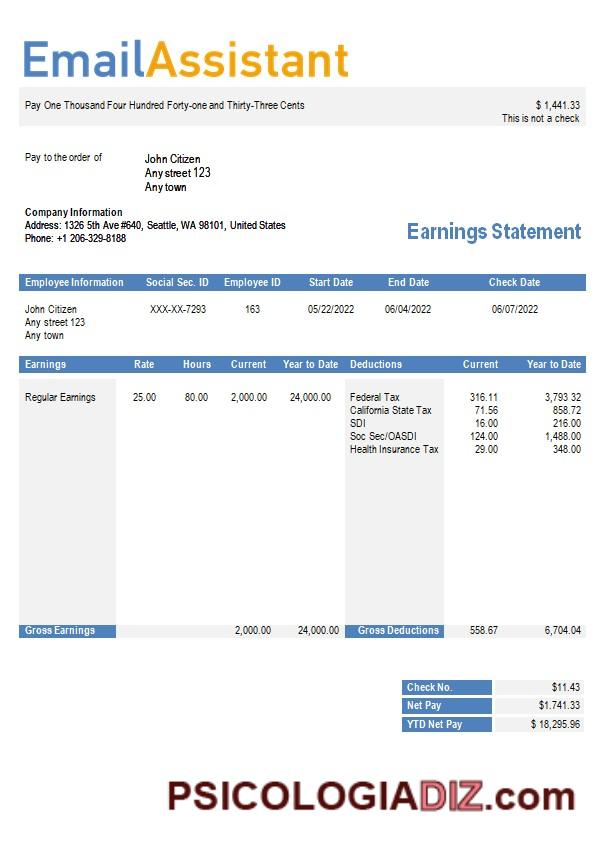 EmailAssistant
Pay One Thousand Four Hundred Forty-one and Thirty-Three Cents $ 1,441.33
This is not a check
Pay to the order of John Citizen
Any street 123
Any town
Company Information
Address: 1326 5th Ave #640, Seattle, WA 98101, United States
Phone: +1 206-329-8188
Earnings Statement
Employee Information Social Sec. ID Employee ID Start Date End Date Check Date
John Citizen XXX-XX-7293 163 05/22/2022 06/04/2022 06/07/2022
Any street 123
Any town
Earnings Rate Hours Current Year to Date Deductions Current Year to Date
Regular Earnings 25.00 80.00 2,000.00 24,000.00 Federal Tax 316.11 3,793 32
California State Tax 71.56 858.72
SDI 16.00 216.00
Soc Sec/OASDI 124.00 1,488.00
Health Insurance Tax 29.00 348.00
Gross Earnings 2,000.00 24,000.00 Gross Deductions 558.67 6,704.04
Check No. $11.43
Net Pay $1.741.33
YTD Net Pay $ 18,295.96
PSICOLOGIADIZ.com